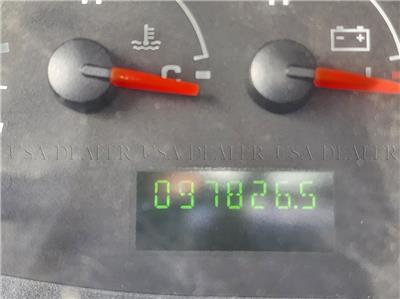 H H
C L
USA DEALER USA DEALER USA DEALER
097826.5